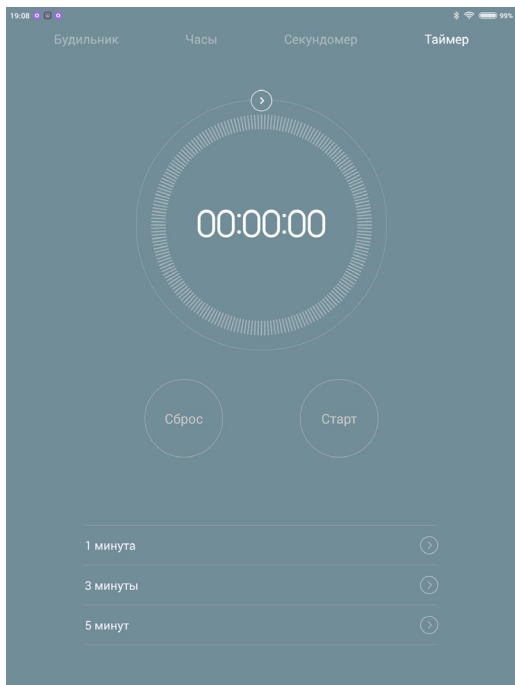 19:08 99%
Будильник Часы Секундомер Таймер
00:00:00
Сброс Старт
1 минута
3 минуты
5 минут